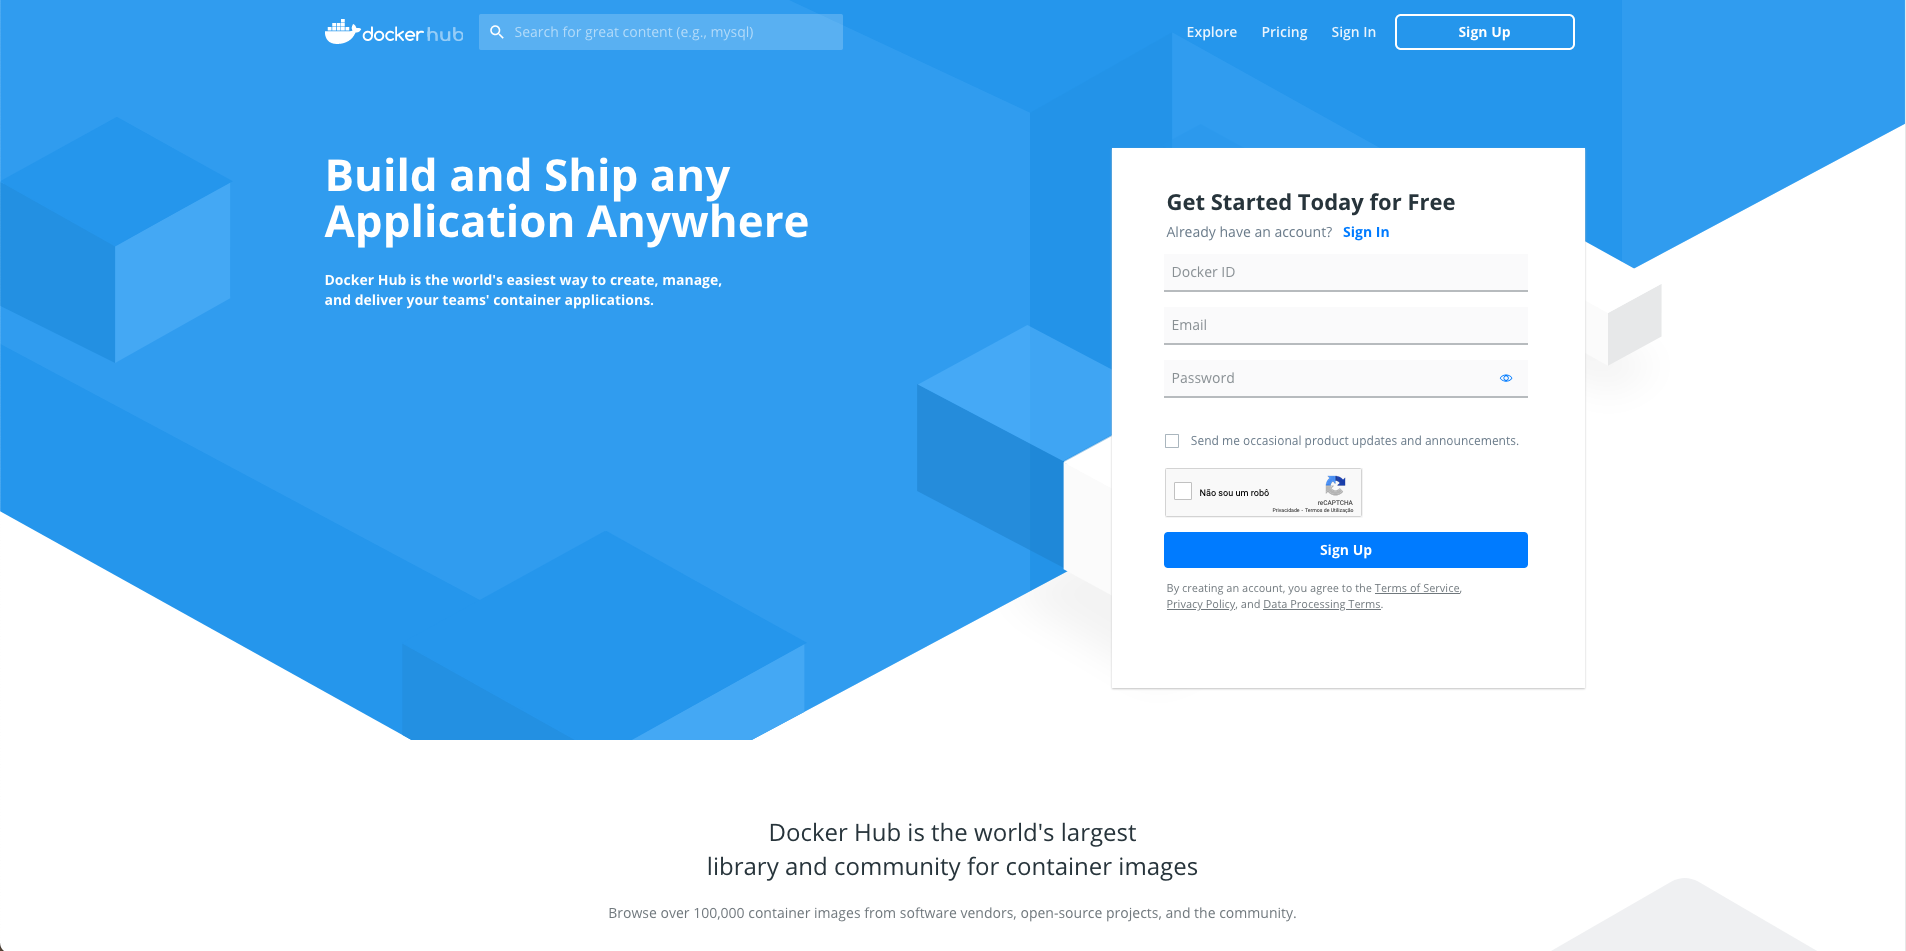 docker hub
Search for great content (e.g., mysql)
Explore
Pricing
Sign In
Sign Up
Build and Ship any
Application Anywhere
Docker Hub is the world's easiest way to create, manage,
and deliver your teams' container applications.
Get Started Today for Free
Already have an account? Sign In
Docker ID
Email
Password
Send me occasional product updates and announcements.
Não sou um robô
reCAPTCHA
Privacidade - Termos de Utilização
Sign Up
By creating an account, you agree to the Terms of Service,
Privacy Policy, and Data Processing Terms.
Docker Hub is the world's largest
library and community for container images
Browse over 100,000 container images from software vendors, open-source projects, and the community.